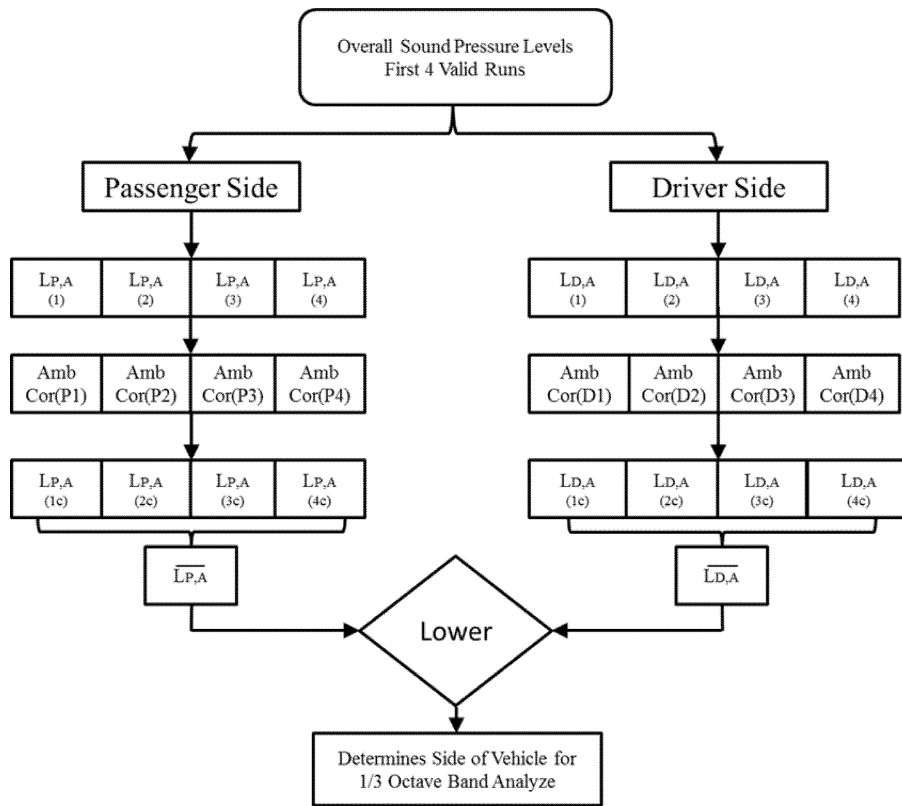 Overall Sound Pressure Levels
First 4 Valid Runs
Passenger Side
Driver Side
LP,A LP,A LP,A LP,A
(1) (2) (3) (4)
LD,A LD,A LD,A LD,A
(1) (2) (3) (4)
Amb Amb Amb Amb
Cor(P1) Cor(P2) Cor(P3) Cor(P4)
Amb Amb Amb Amb
Cor(D1) Cor(D2) Cor(D3) Cor(D4)
LP,A LP,A LP,A LP,A
(1c) (2c) (3c) (4c)
LD,A LD,A LD,A LD,A
(1c) (2c) (3c) (4c)
LP,A
LD,A
Lower
Determines Side of Vehicle for
1/3 Octave Band Analyze